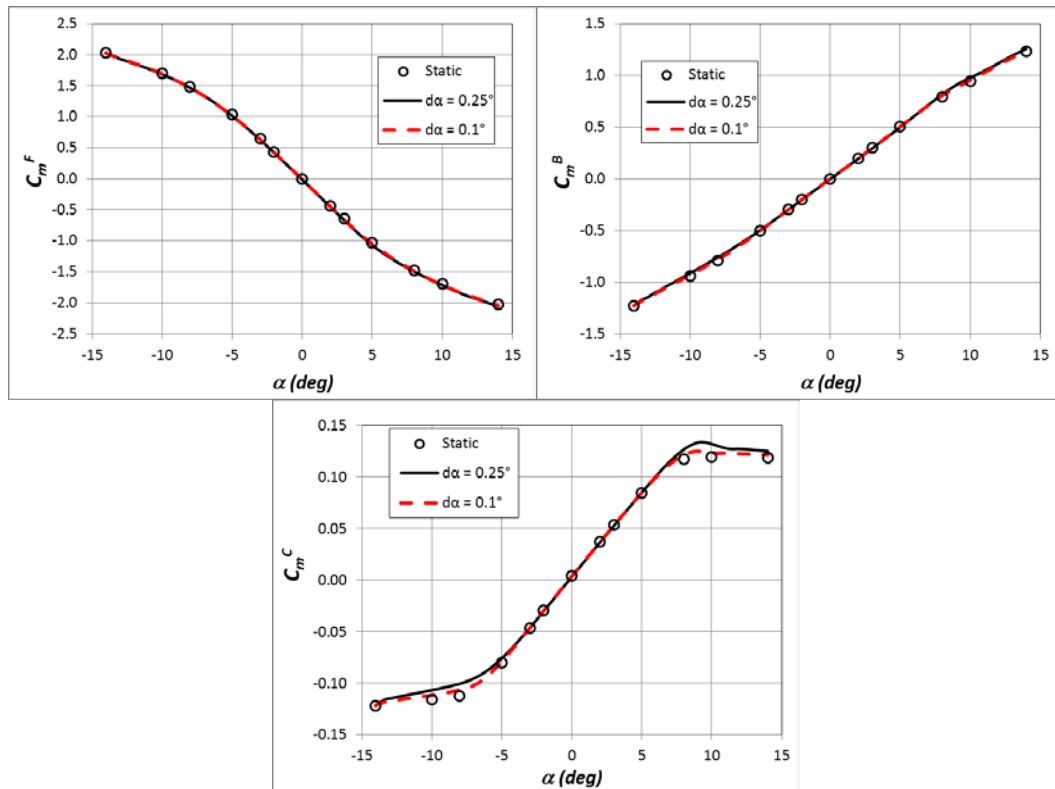 2.5
2.0
1.5
1.0
0.5
0.0
-0.5
-1.0
-1.5
-2.0
-2.5
C_m^F
Static
dα = 0.25°
dα = 0.1°
-15 -10 -5 0 5 10 15
α (deg)
1.5
1.0
0.5
0.0
-0.5
-1.0
-1.5
C_m^B
Static
dα = 0.25°
dα = 0.1°
-15 -10 -5 0 5 10 15
α (deg)
0.15
0.10
0.05
0.00
-0.05
-0.10
-0.15
C_m^C
Static
dα = 0.25°
dα = 0.1°
-15 -10 -5 0 5 10 15
α (deg)